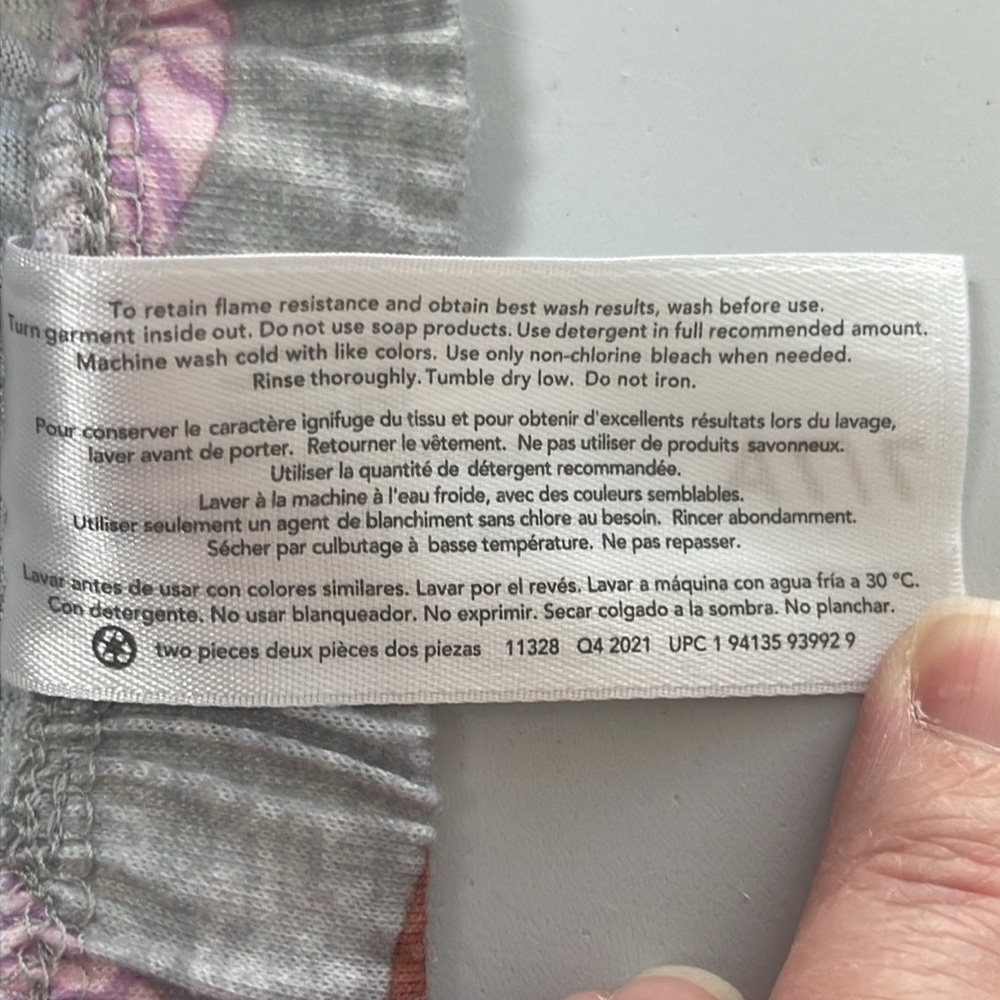 To retain flame resistance and obtain best wash results, wash before use.
Turn garment inside out. Do not use soap products. Use detergent in full recommended amount.
Machine wash cold with like colors. Use only non-chlorine bleach when needed.
Rinse thoroughly. Tumble dry low. Do not iron.
Pour conserver le caractère ignifuge du tissu et pour obtenir d'excellents résultats lors du lavage,
laver avant de porter. Retourner le vêtement. Ne pas utiliser de produits savonneux.
Utiliser la quantité de détergent recommandée.
Laver à la machine à l'eau froide, avec des couleurs semblables.
Utiliser seulement un agent de blanchiment sans chlore au besoin. Rincer abondamment.
Sécher par culbutage à basse température. Ne pas repasser.
Lavar antes de usar con colores similares. Lavar por el revés. Lavar a máquina con agua fría a 30 °C.
Con detergente. No usar blanqueador. No exprimir. Secar colgado a la sombra. No planchar.
two pieces deux pièces dos piezas 11328 Q4 2021 UPC 1 94135 93992 9